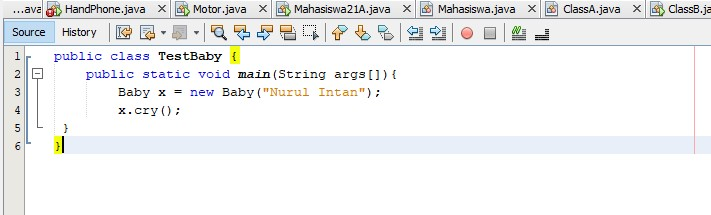 ...ava HandPhone.java Motor.java Mahasiswa21A.java Mahasiswa.java ClassA.java ClassB.ja
Source History
1 public class TestBaby {
2 public static void main(String args[]){
3 Baby x = new Baby("Nurul Intan");
4 x.cry();
5 }
6 }